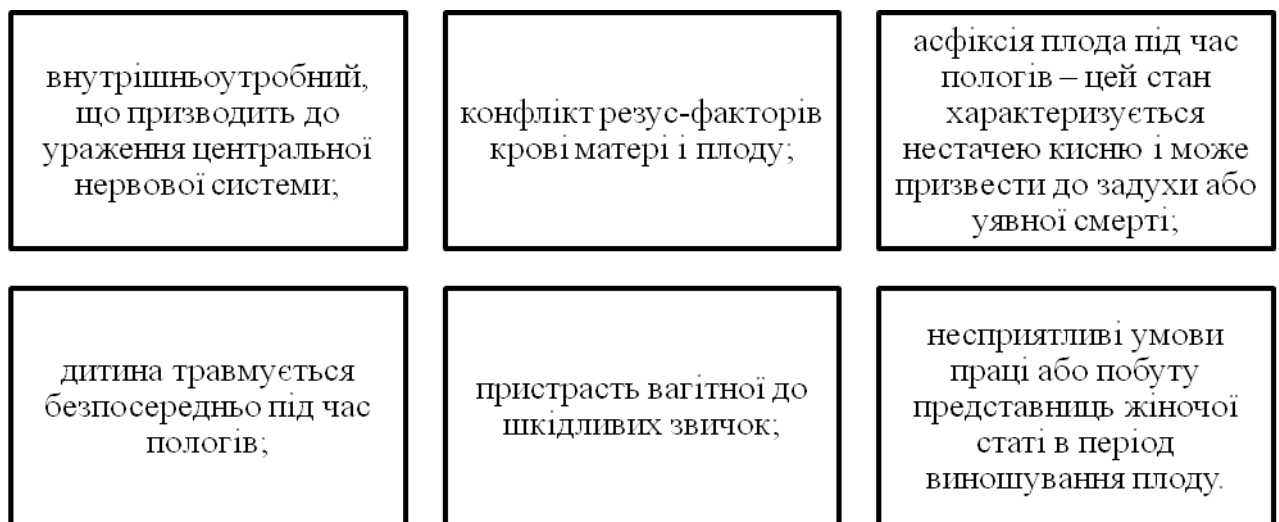 внутрішньоутробний,
що призводить до
ураження центральної
нервової системи;
конфлікт резус-факторів
крові матері і плоду;
асфіксія плода під час
пологів – цей стан
характеризується
нестачею кисню і може
призвести до задухи або
уявної смерті;
дитина травмується
безпосередньо під час
пологів;
пристрасть вагітної до
шкідливих звичок;
несприятливі умови
праці або побуту
представниць жіночої
статі в період
виношування плоду.